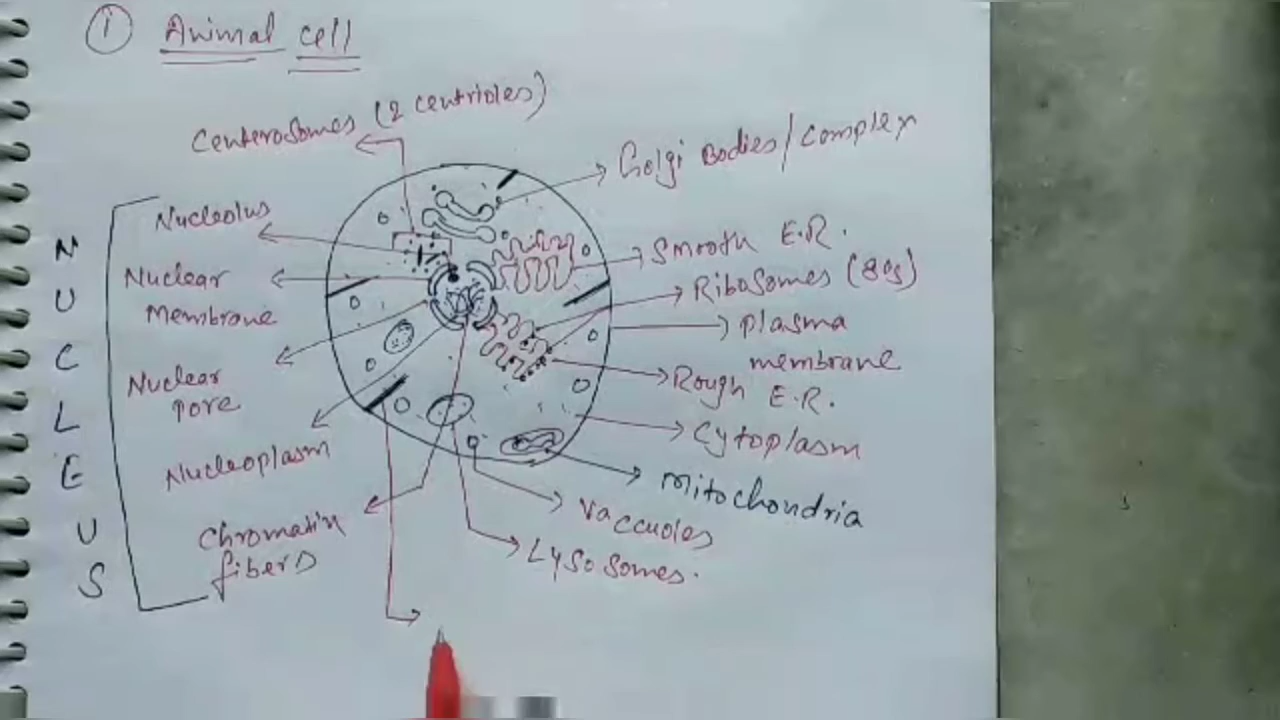 ① Animal cell
Centerosomes (2 centrioles)
Golgi Bodies/complex
Nucleolus
Smooth E.R.
Nuclear
Membrane
Ribosomes (80s)
plasma
membrane
Nuclear
pore
Rough E.R.
Cytoplasm
Nucleoplasm
Mitochondria
Chromatin
fibers
Vaccuoles
Lysosomes.
NUCLEUS